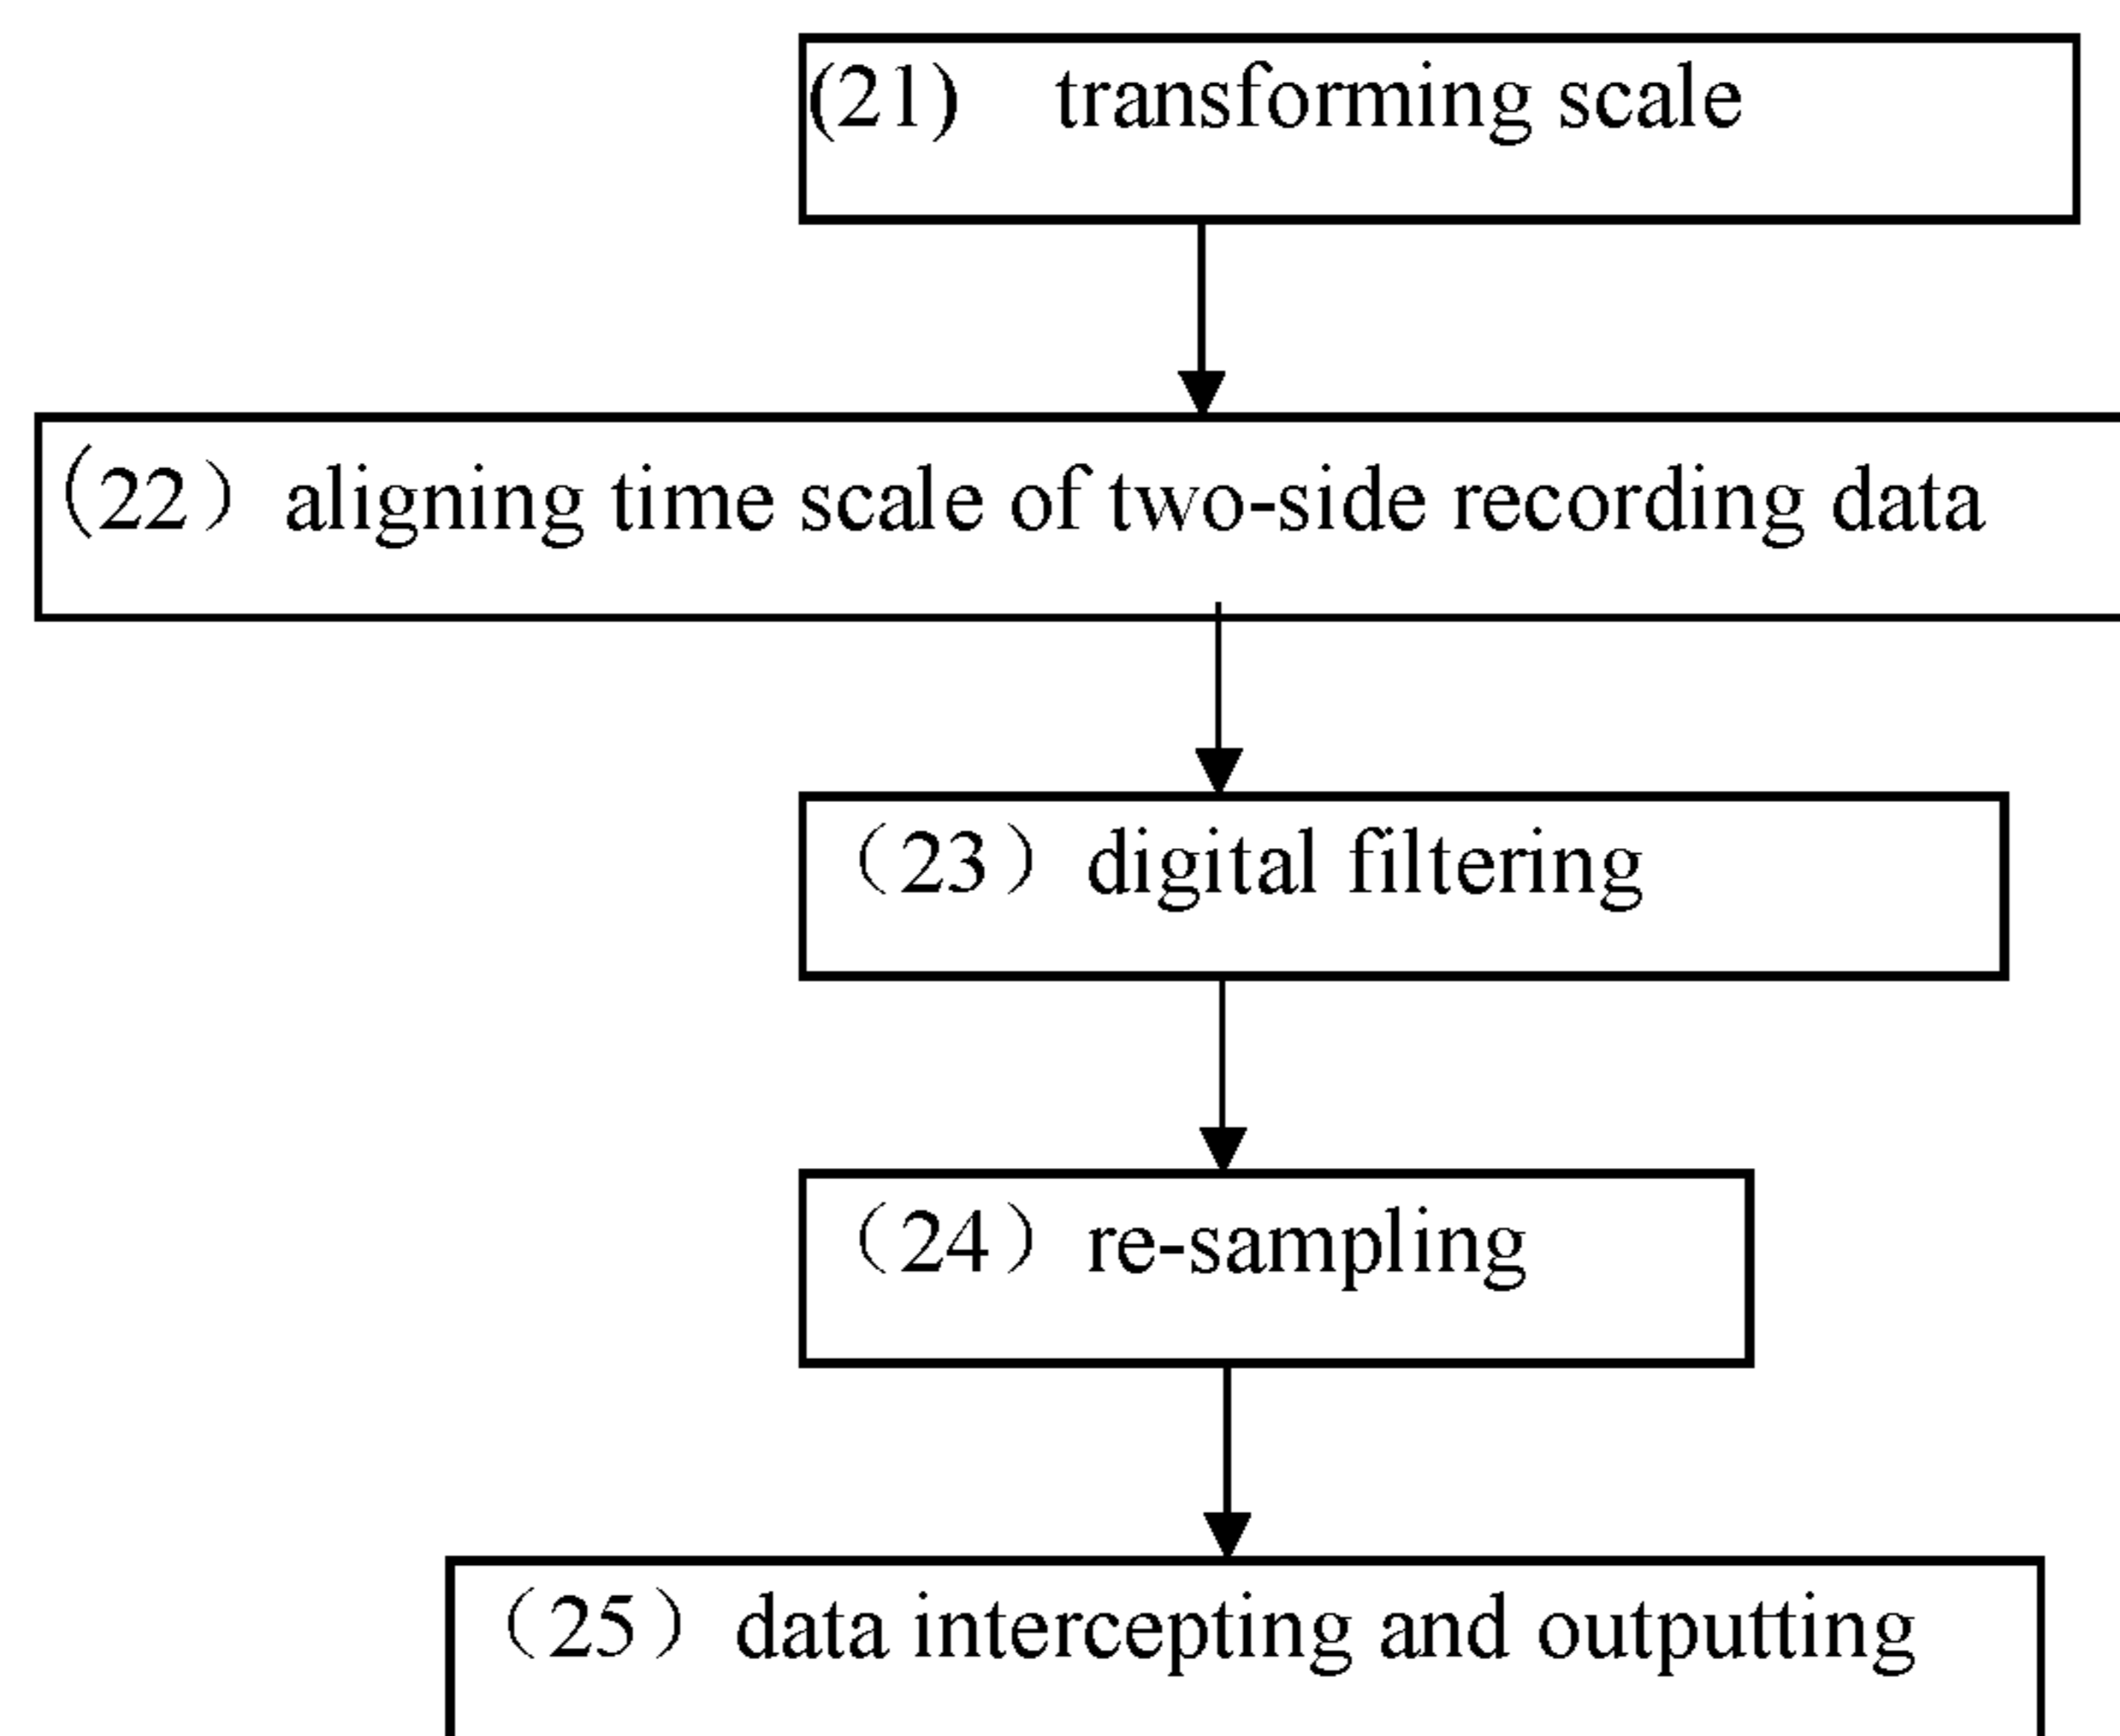 (21) transforming scale
(22）aligning time scale of two-side recording data
（23）digital filtering
（24）re-sampling
（25）data intercepting and outputting